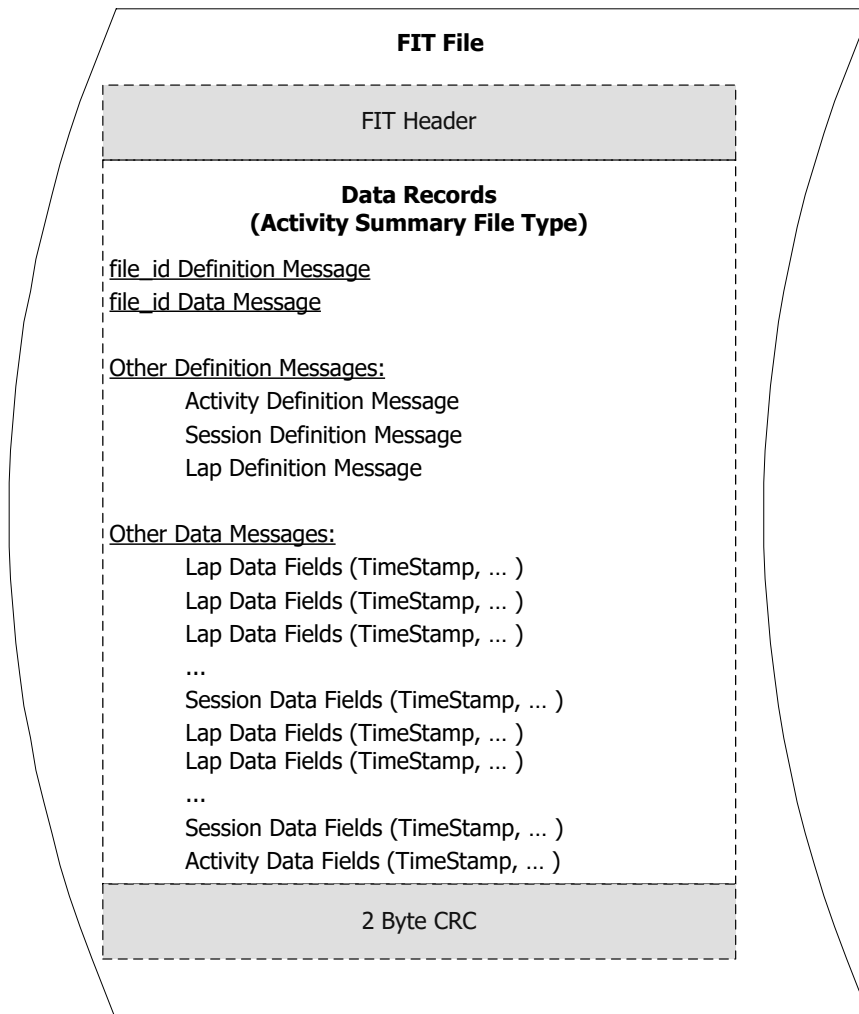 FIT File
FIT Header
Data Records
(Activity Summary File Type)
file_id Definition Message
file_id Data Message
Other Definition Messages:
Activity Definition Message
Session Definition Message
Lap Definition Message
Other Data Messages:
Lap Data Fields (TimeStamp, … )
Lap Data Fields (TimeStamp, … )
Lap Data Fields (TimeStamp, … )
...
Session Data Fields (TimeStamp, … )
Lap Data Fields (TimeStamp, … )
Lap Data Fields (TimeStamp, … )
...
Session Data Fields (TimeStamp, … )
Activity Data Fields (TimeStamp, … )
2 Byte CRC